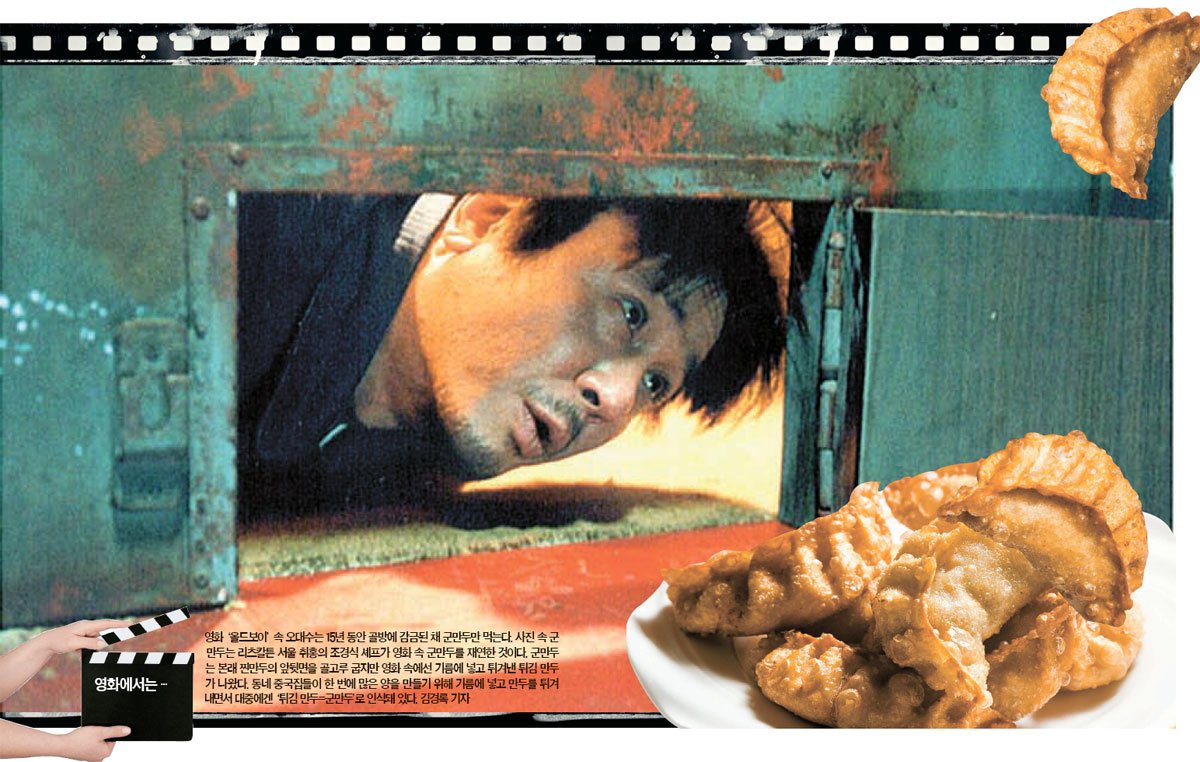 영화 '올드보이' 속 오대수는 15년 동안 골방에 감금된 채 군만두만 먹는다. 사진 속 군
만두는 리츠칼튼 서울 취홍의 조경식 셰프가 영화 속 군만두를 재연한 것이다. 군만두
는 본래 찐만두의 앞뒷면을 골고루 굽지만 영화 속에선 기름에 넣고 튀겨낸 튀김 만두
가 나왔다. 동네 중국집들이 한 번에 많은 양을 만들기 위해 기름에 넣고 만두를 튀겨
내면서 대중에겐 '튀김 만두=군만두'로 인식돼 있다. 김경록 기자
영화에서는 …